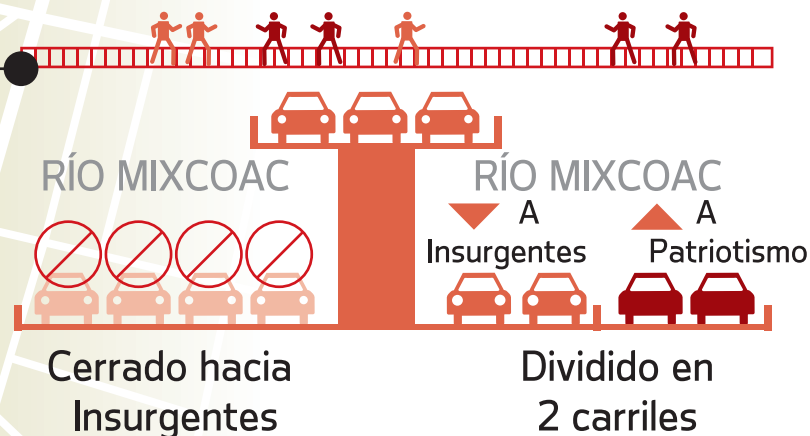 RÍO MIXCOAC
RÍO MIXCOAC
A
Insurgentes
A
Patriotismo
Cerrado hacia
Insurgentes
Dividido en
2 carriles